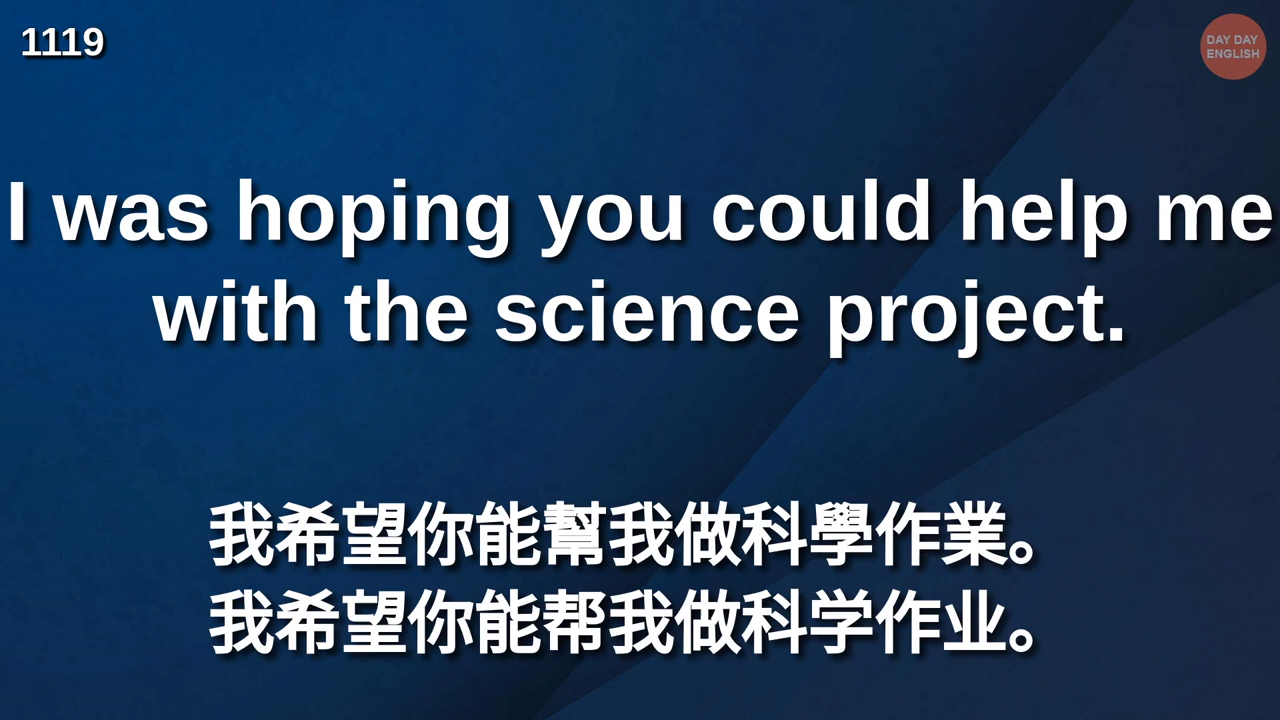 1119
DAY DAY
ENGLISH
I was hoping you could help me
with the science project.
我希望你能幫我做科學作業。
我希望你能帮我做科学作业。